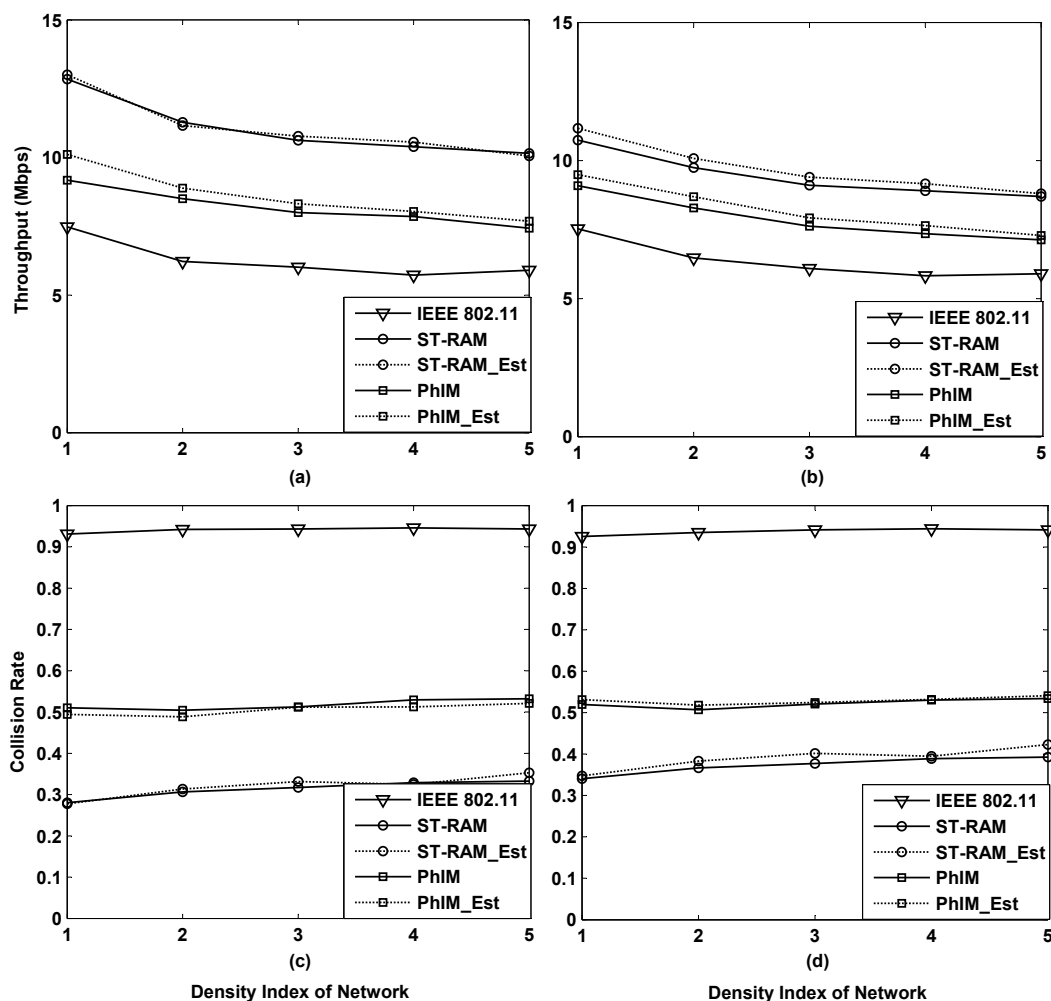 15
10
5
0
Throughput (Mbps)
1 2 3 4 5
(a)
IEEE 802.11
ST-RAM
ST-RAM_Est
PhIM
PhIM_Est
15
10
5
0
1 2 3 4 5
(b)
IEEE 802.11
ST-RAM
ST-RAM_Est
PhIM
PhIM_Est
1
0.9
0.8
0.7
0.6
0.5
0.4
0.3
0.2
0.1
0
Collision Rate
1 2 3 4 5
(c)
IEEE 802.11
ST-RAM
ST-RAM_Est
PhIM
PhIM_Est
Density Index of Network
1
0.9
0.8
0.7
0.6
0.5
0.4
0.3
0.2
0.1
0
1 2 3 4 5
(d)
IEEE 802.11
ST-RAM
ST-RAM_Est
PhIM
PhIM_Est
Density Index of Network